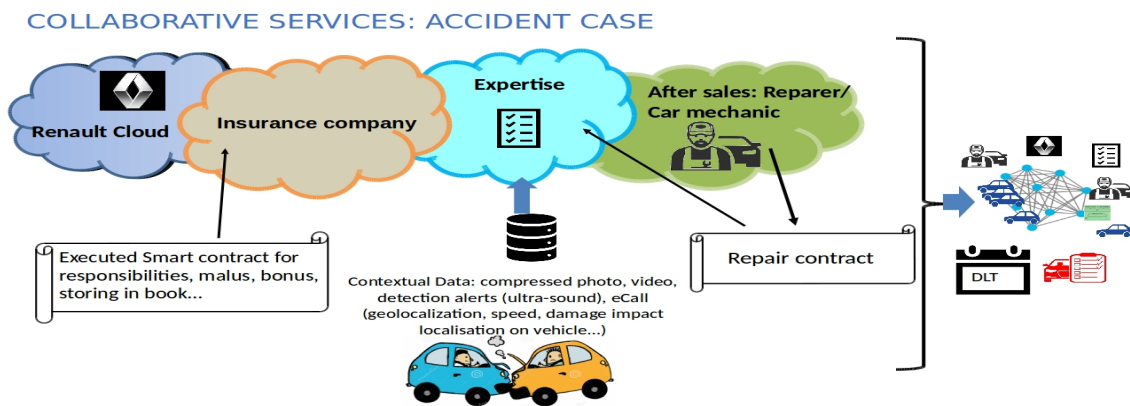 COLLABORATIVE SERVICES: ACCIDENT CASE
Renault Cloud
Insurance company
Expertise
After sales: Reparer/
Car mechanic
Executed Smart contract for
responsibilities, malus, bonus,
storing in book...
Contextual Data: compressed photo, video,
detection alerts (ultra-sound), eCall
(geolocalization, speed, damage impact
localisation on vehicle...)
Repair contract
DLT